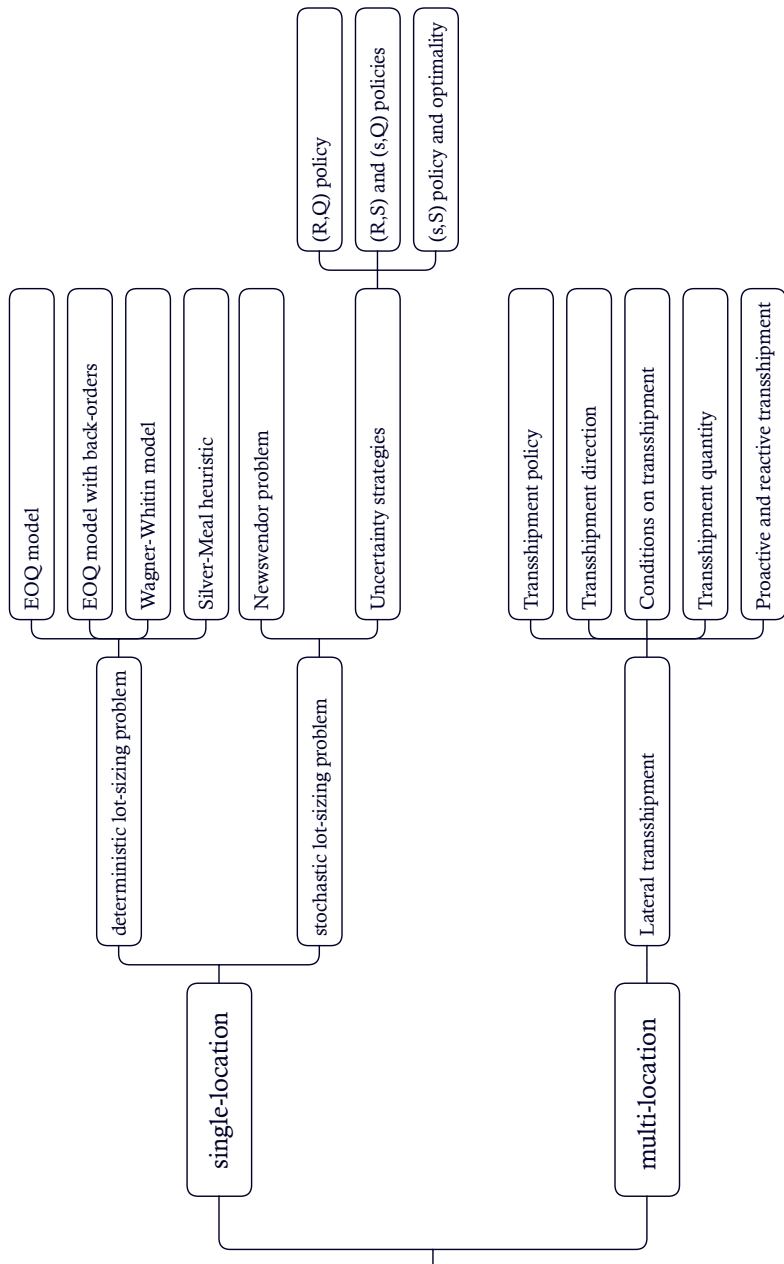 single-location
deterministic lot-sizing problem
EOQ model
EOQ model with back-orders
Wagner-Whitin model
Silver-Meal heuristic
stochastic lot-sizing problem
Newsvendor problem
Uncertainty strategies
(R,Q) policy
(R,S) and (s,Q) policies
(s,S) policy and optimality
multi-location
Lateral transshipment
Transshipment policy
Transshipment direction
Conditions on transshipment
Transshipment quantity
Proactive and reactive transshipment